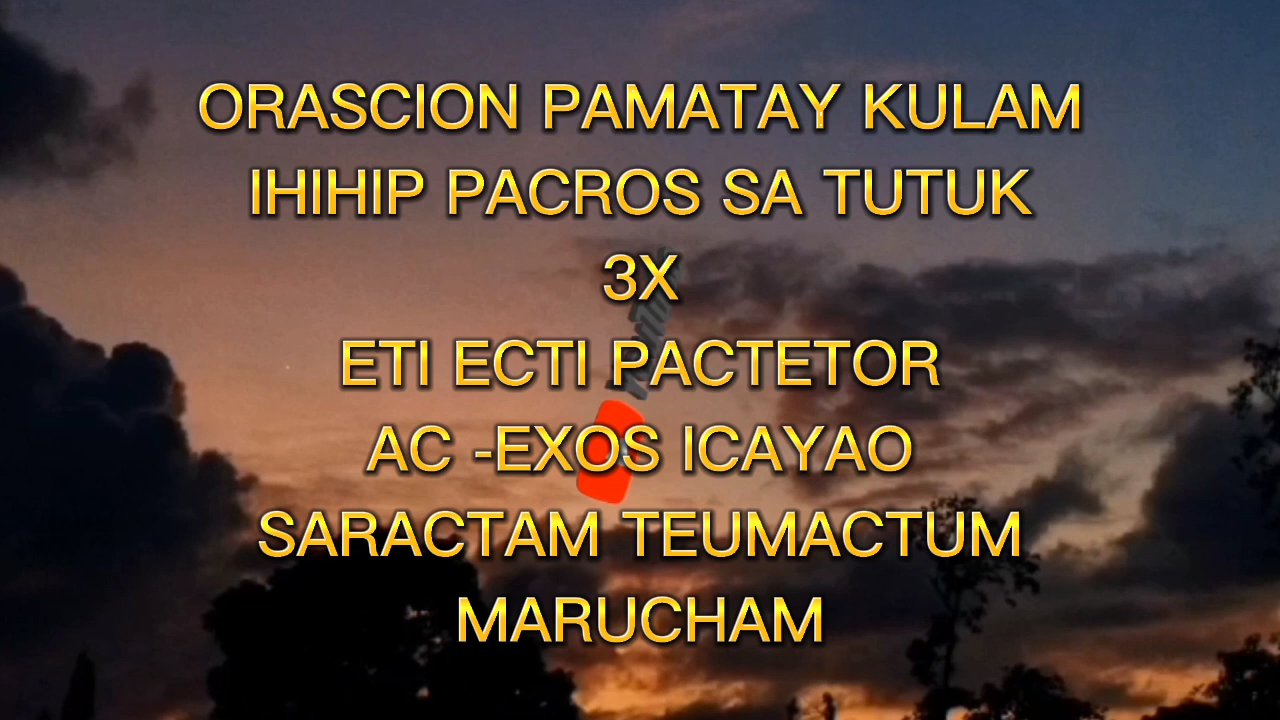 ORASCION PAMATAY KULAM
IHIHIP PACROS SA TUTUK
3X
ETI ECTI PACTETOR
AC -EXOS ICAYAO
SARACTAM TEUMACTUM
MARUCHAM